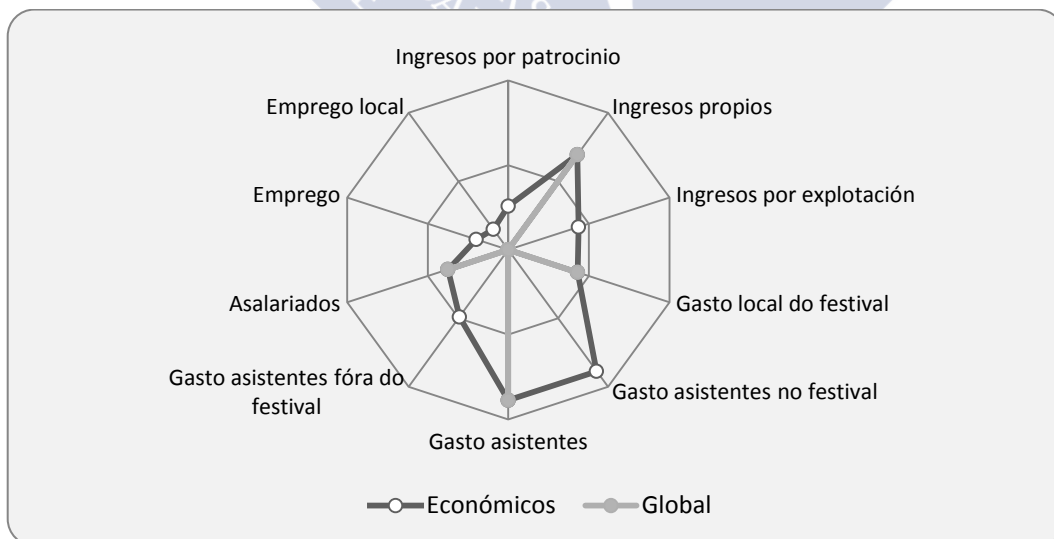 Ingresos por patrocinio
Emprego local
Ingresos propios
Emprego
Ingresos por explotación
Asalariados
Gasto local do festival
Gasto asistentes fóra do
festival
Gasto asistentes no festival
Gasto asistentes
Económicos
Global